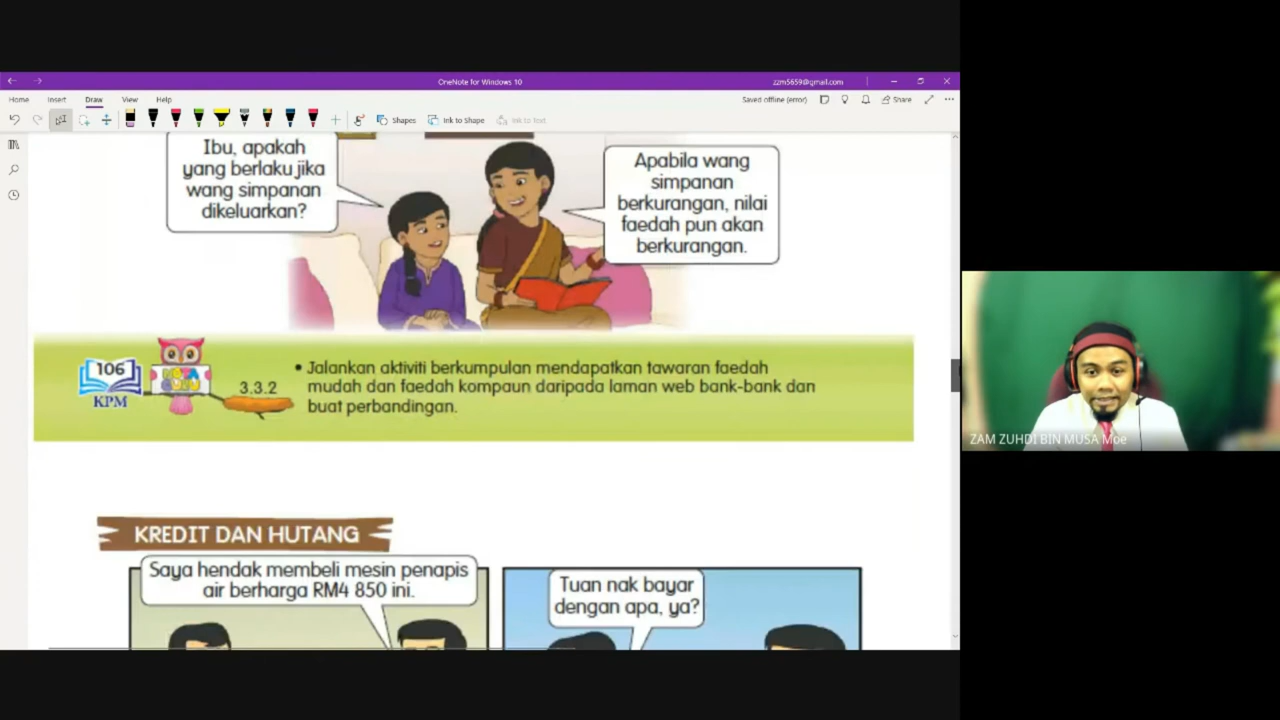 OneNote for Windows 10
zzm5659@gmail.com
Home
Insert
Draw
View
Help
Saved offline (error)
Share
Shapes
Ink to Shape
Ink to Text
Ibu, apakah
yang berlaku jika
wang simpanan
dikeluarkan?
Apabila wang
simpanan
berkurangan, nilai
faedah pun akan
berkurangan.
106
KPM
NOTA
GURU
3.3.2
• Jalankan aktiviti berkumpulan mendapatkan tawaran faedah
mudah dan faedah kompaun daripada laman web bank-bank dan
buat perbandingan.
ZAM ZUHDI BIN MUSA Moe
KREDIT DAN HUTANG
Saya hendak membeli mesin penapis
air berharga RM4 850 ini.
Tuan nak bayar
dengan apa, ya?